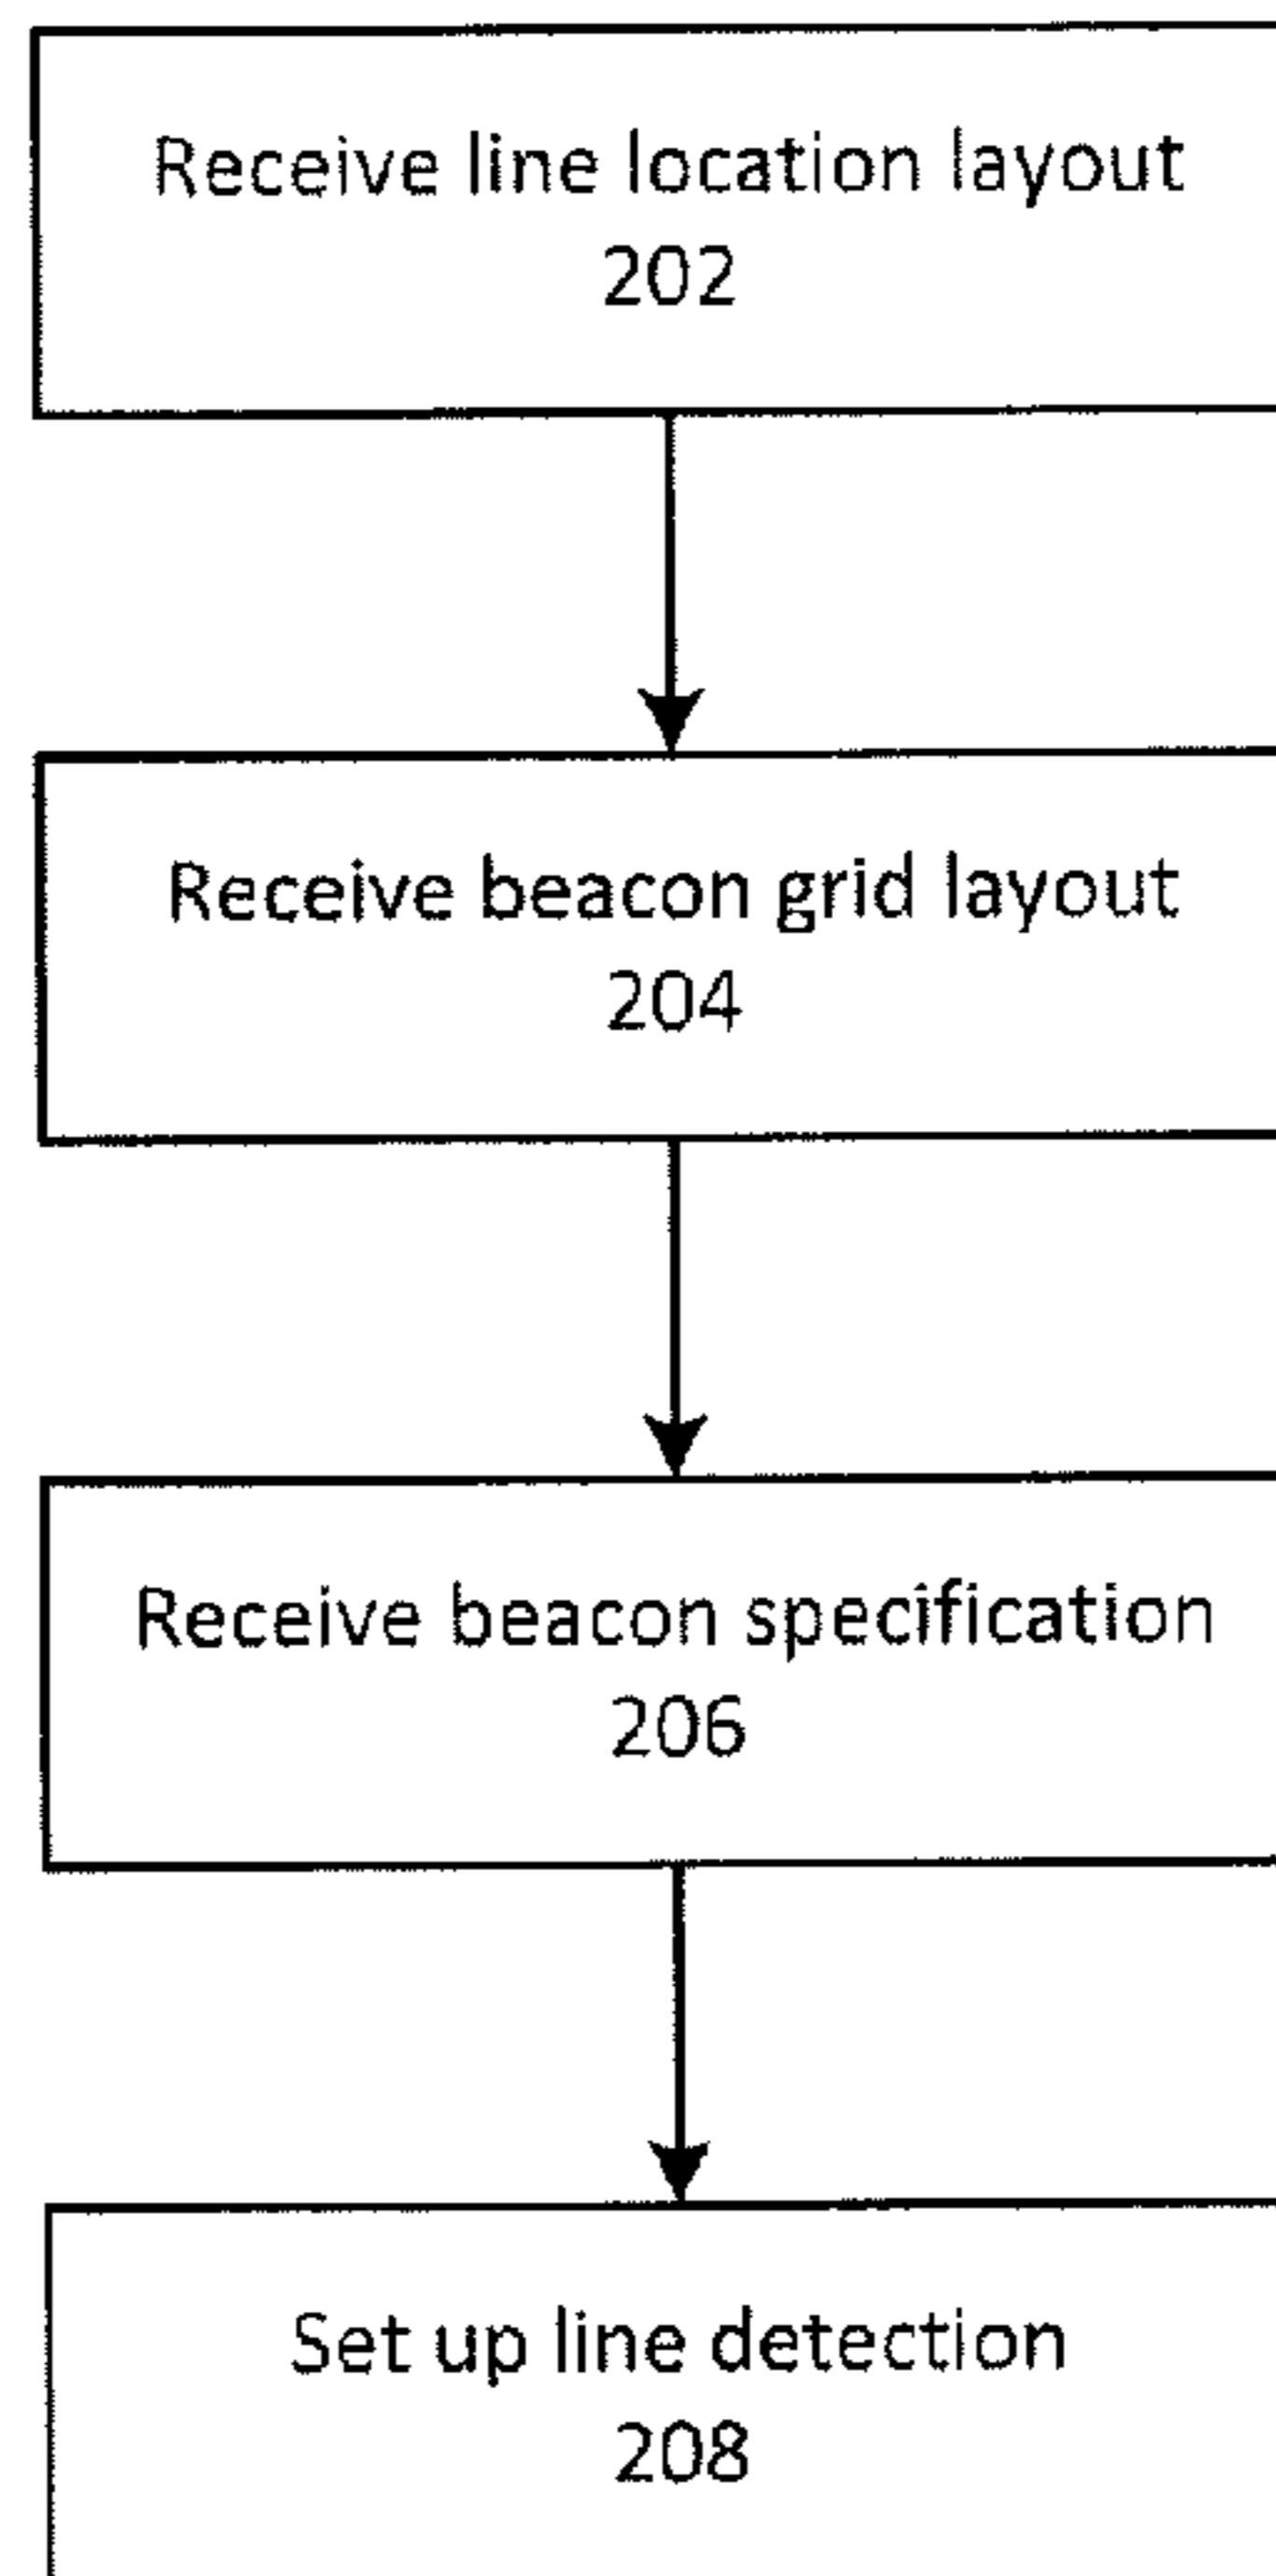 Receive line location layout
202
Receive beacon grid layout
204
Receive beacon specification
206
Set up line detection
208